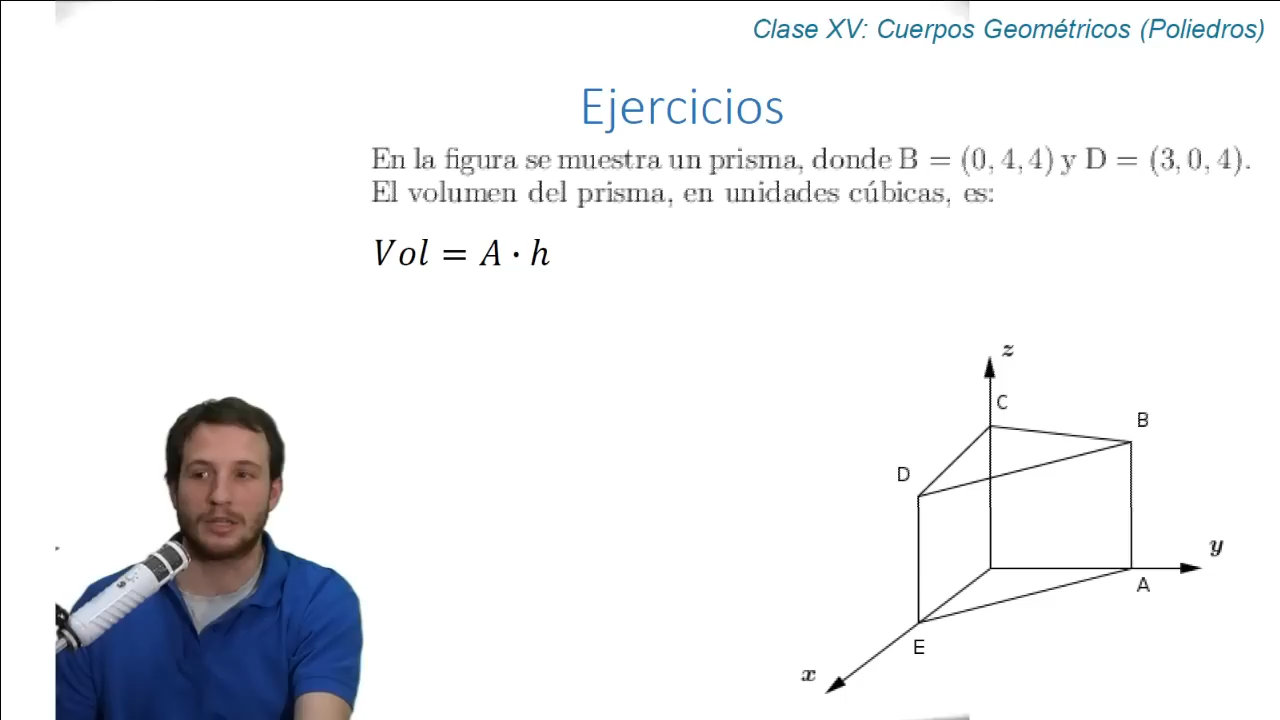 Clase XV: Cuerpos Geométricos (Poliedros)
Ejercicios
En la figura se muestra un prisma, donde B = (0, 4, 4) y D = (3, 0, 4).
El volumen del prisma, en unidades cúbicas, es:
Vol = A · h
z
C
B
D
y
A
E
x